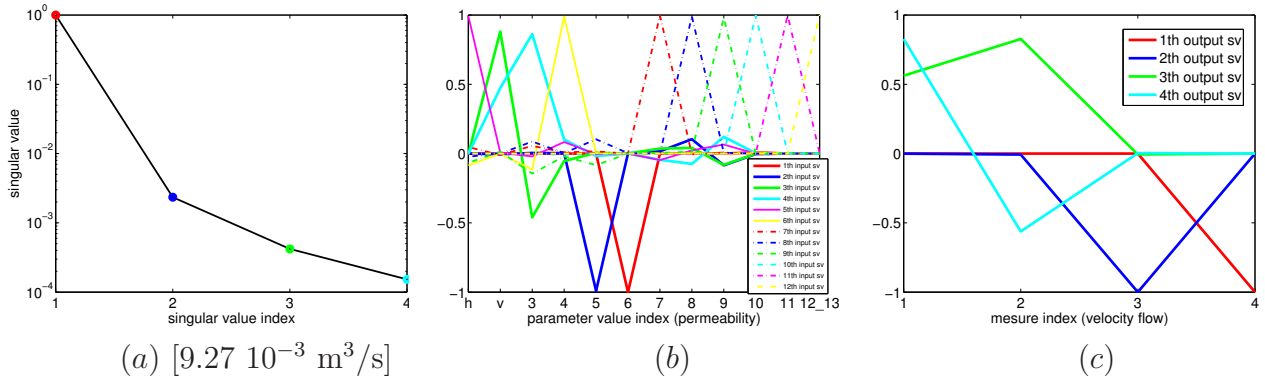 10^0
10^-1
10^-2
10^-3
10^-4
singular value
1 2 3 4
singular value index
(a) [9.27 10^-3 m^3/s]
1
0.5
0
−0.5
−1
h v 3 4 5 6 7 8 9 10 11 12_13
parameter value index (permeability)
1th input sv
2th input sv
3th input sv
4th input sv
5th input sv
6th input sv
7th input sv
8th input sv
9th input sv
10th input sv
11th input sv
12th input sv
(b)
1
0.5
0
−0.5
−1
1 2 3 4
mesure index (velocity flow)
1th output sv
2th output sv
3th output sv
4th output sv
(c)